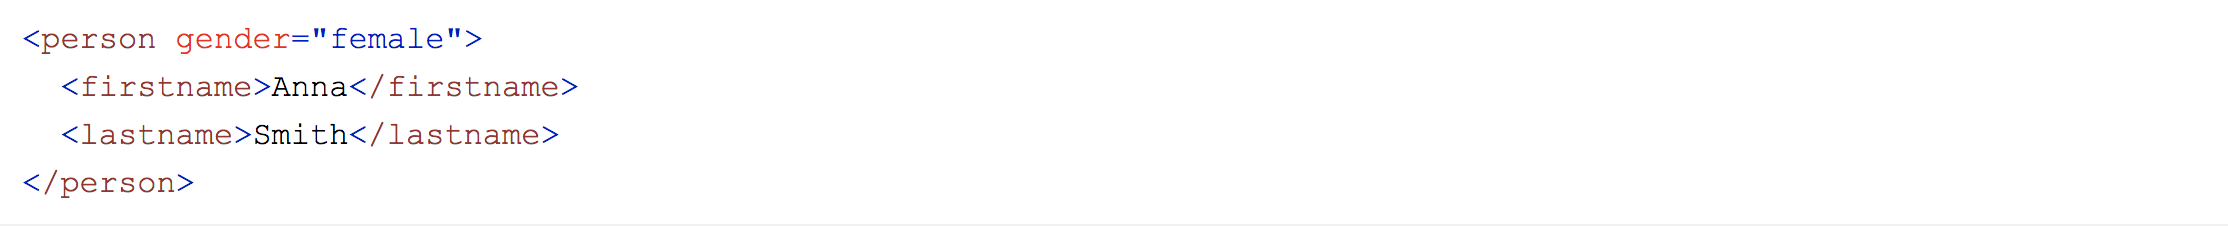 <person gender="female">
  <firstname>Anna</firstname>
  <lastname>Smith</lastname>
</person>